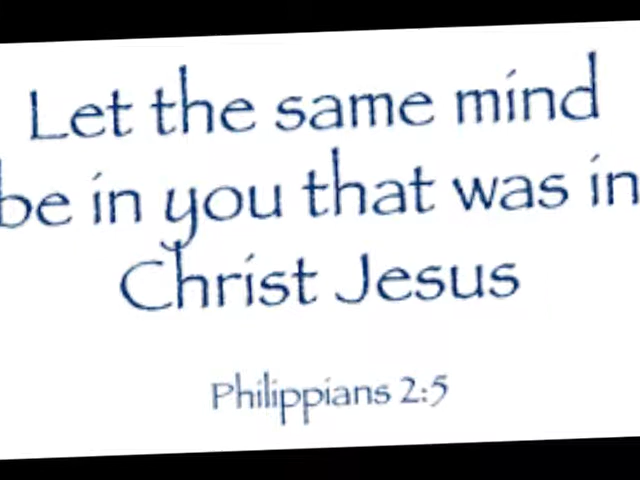 Let the same mind
be in you that was in
Christ Jesus
Philippians 2:5